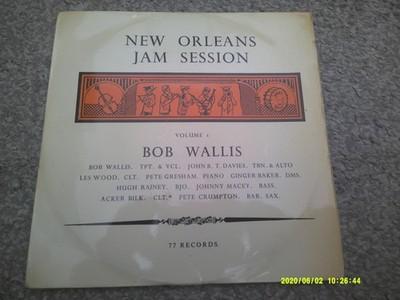 NEW ORLEANS
JAM SESSION
VOLUME 1
BOB WALLIS
BOB WALLIS, TPT. & VCL. JOHN R. T. DAVIES, TBN. & ALTO
LES WOOD, CLT. PETE GRESHAM, PIANO GINGER BAKER, DMS.
HUGH RAINEY, BJO. JOHNNY MACEY, BASS.
ACKER BILK, CLT.* PETE CRUMPTON, BAR. SAX.
77 RECORDS
2020/06/02 10:26:44